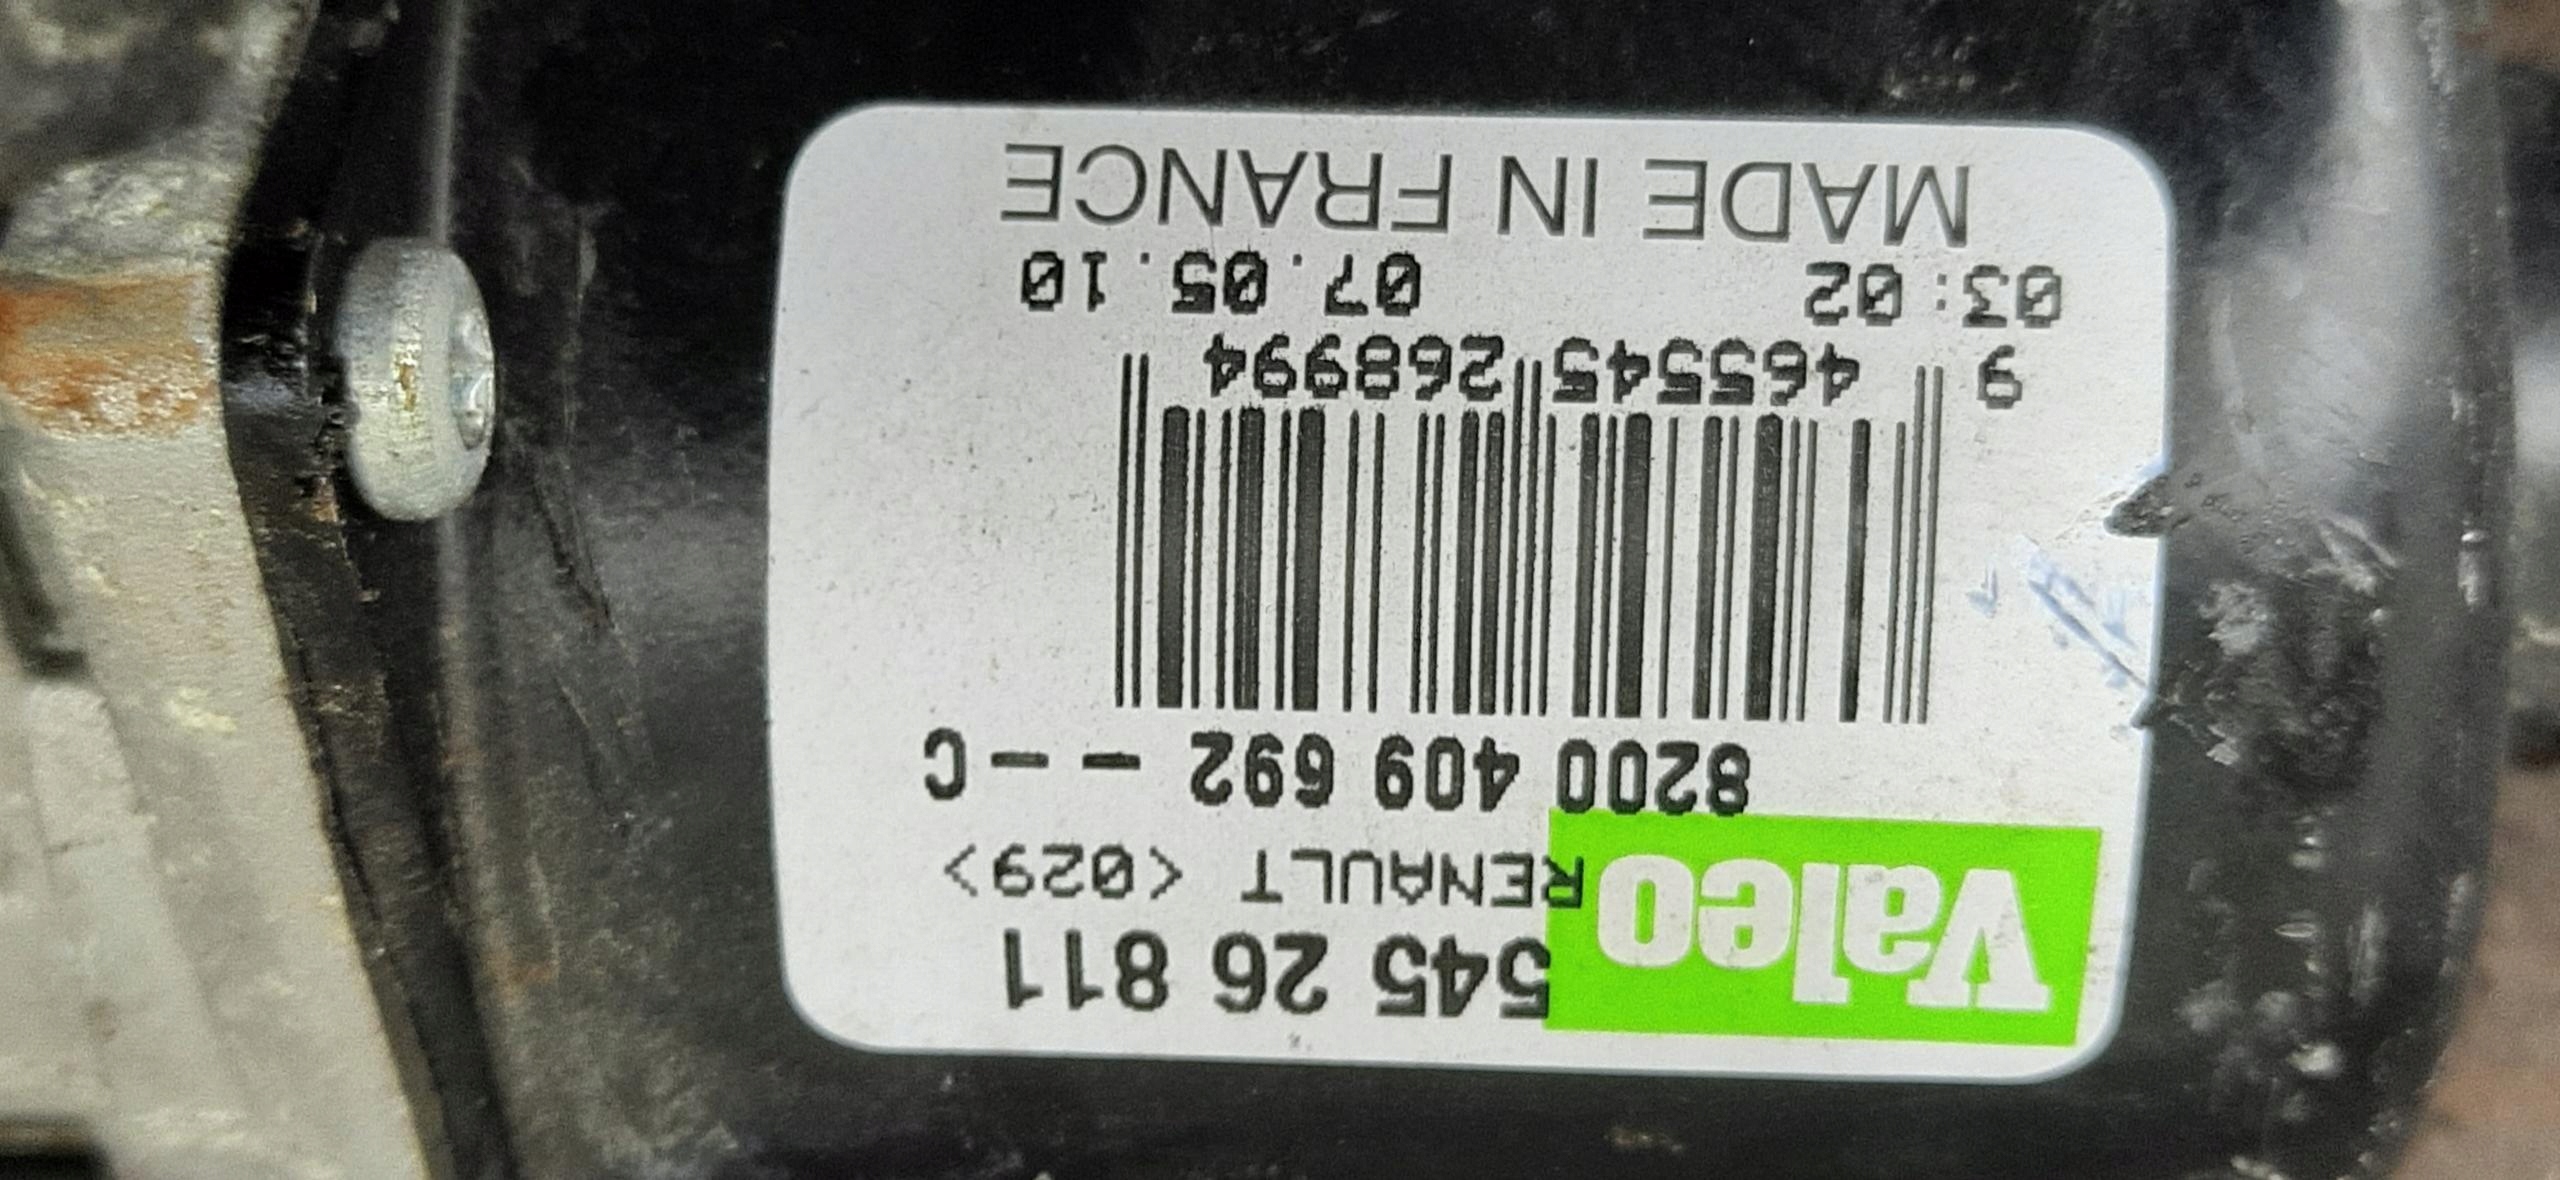 Valeo 545 26 811
RENAULT <029>
8200 409 692 --C
9 465545 268994
03:02 07.05.10
MADE IN FRANCE